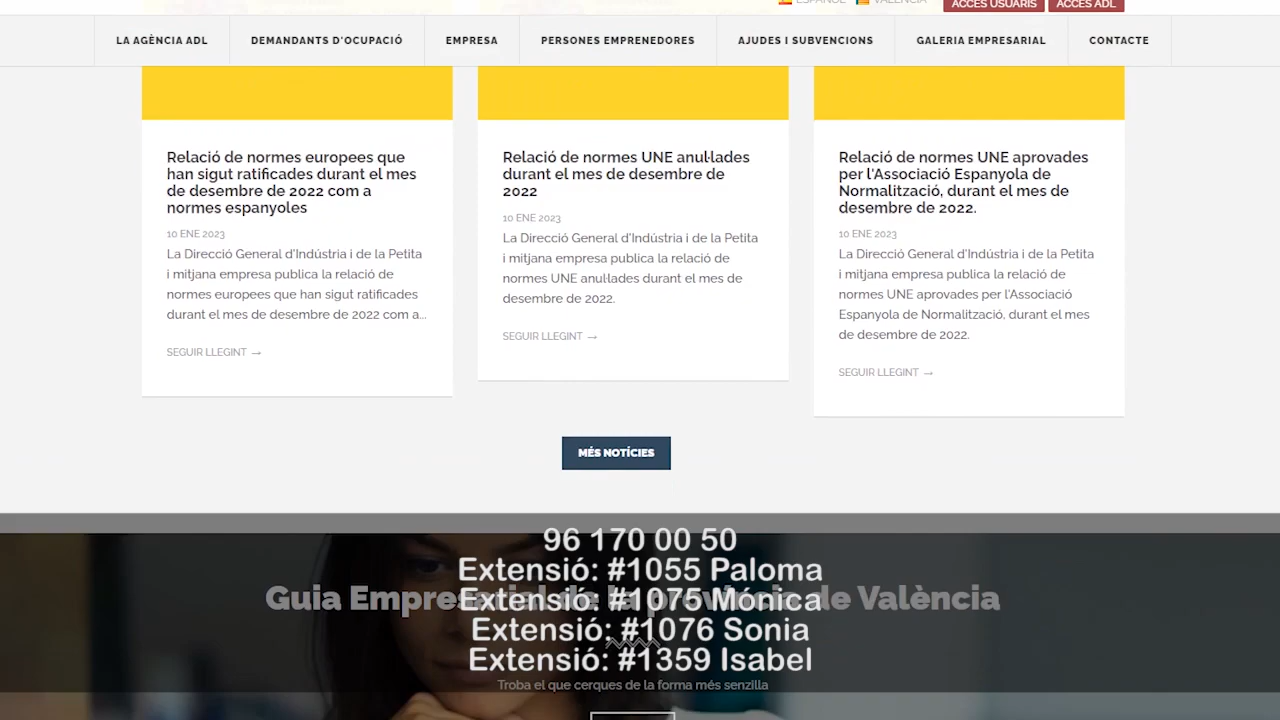 ESPAÑOL VALENCIÀ ACCÉS USUARIS ACCÉS ADL
LA AGÈNCIA ADL DEMANDANTS D'OCUPACIÓ EMPRESA PERSONES EMPRENEDORES AJUDES I SUBVENCIONS GALERIA EMPRESARIAL CONTACTE
Relació de normes europees que
han sigut ratificades durant el mes
de desembre de 2022 com a
normes espanyoles
10 ENE 2023
La Direcció General d'Indústria i de la Petita
i mitjana empresa publica la relació de
normes europees que han sigut ratificades
durant el mes de desembre de 2022 com a...
SEGUIR LLEGINT →
Relació de normes UNE anul·lades
durant el mes de desembre de
2022
10 ENE 2023
La Direcció General d'Indústria i de la Petita
i mitjana empresa publica la relació de
normes UNE anul·lades durant el mes de
desembre de 2022.
SEGUIR LLEGINT →
Relació de normes UNE aprovades
per l'Associació Espanyola de
Normalització, durant el mes de
desembre de 2022.
10 ENE 2023
La Direcció General d'Indústria i de la Petita
i mitjana empresa publica la relació de
normes UNE aprovades per l'Associació
Espanyola de Normalització, durant el mes
de desembre de 2022.
SEGUIR LLEGINT →
MÉS NOTÍCIES
96 170 00 50
Extensió: #1055 Paloma
Extensió: #1075 Mónica
Extensió: #1076 Sonia
Extensió: #1359 Isabel
Guia Empresarial de la província de València
Troba el que cerques de la forma més senzilla